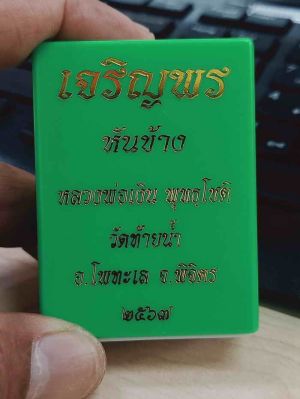 เจริญพร
หันข้าง
หลวงพ่อเงิน พุทธโชติ
วัดท้ายน้ำ
อ.โพทะเล จ.พิจิตร
๒๕๖๗